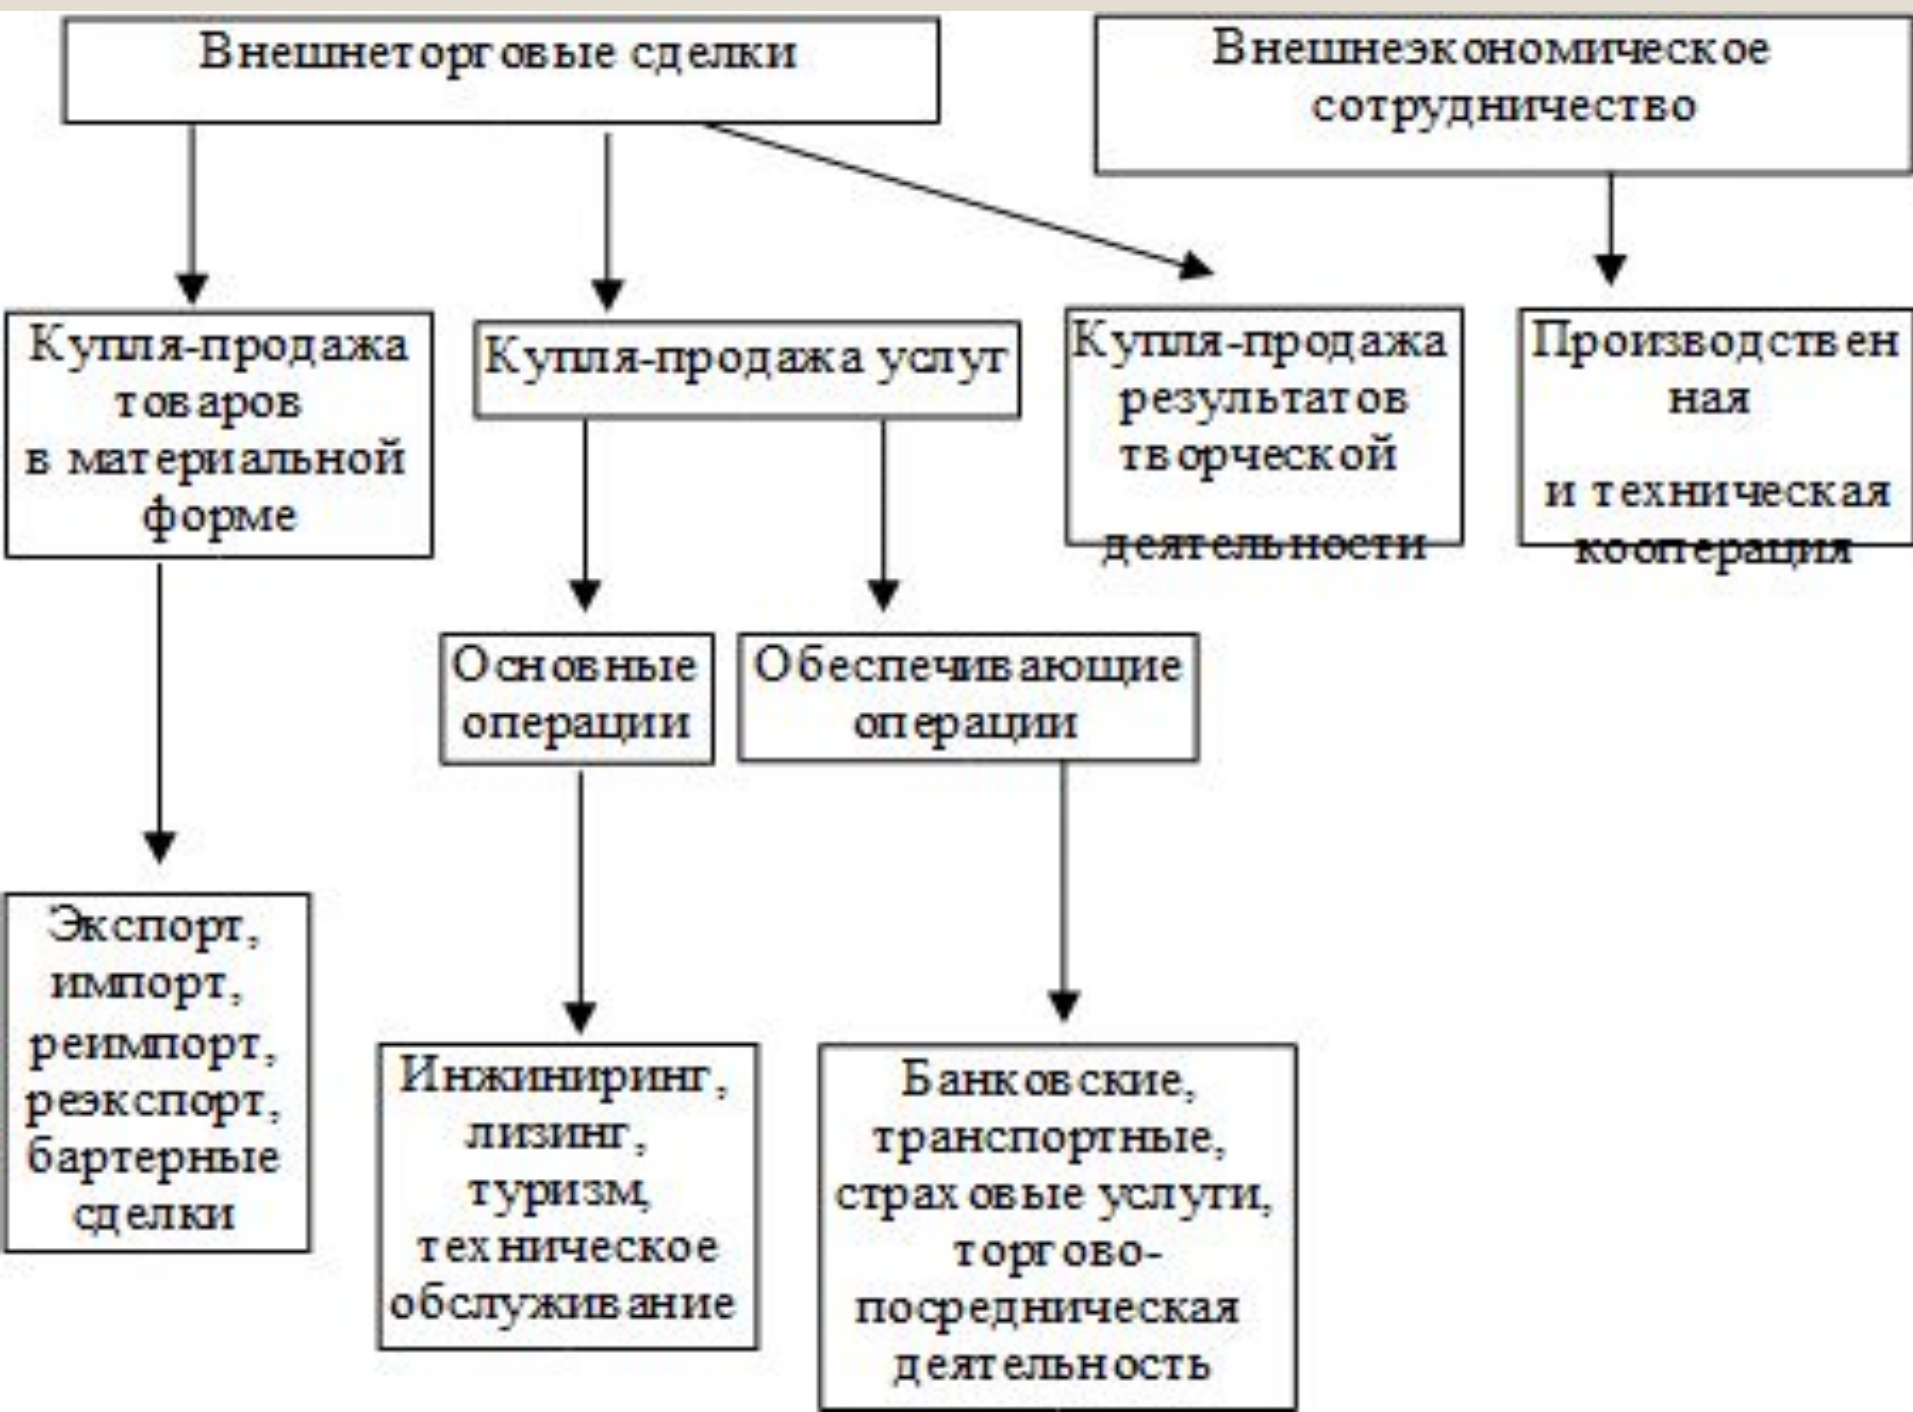 Внешнеторговые сделки
Внешнеэкономическое
сотрудничество
Купля-продажа
товаров
в материальной
форме
Купля-продажа услуг
Купля-продажа
результатов
творческой
деятельности
Производствен
ная
и техническая
кооперация
Основные
операции
Обеспечивающие
операции
Экспорт,
импорт,
реимпорт,
реэкспорт,
бартерные
сделки
Инжиниринг,
лизинг,
туризм,
техническое
обслуживание
Банковские,
транспортные,
страховые услуги,
торгово-
посредническая
деятельность